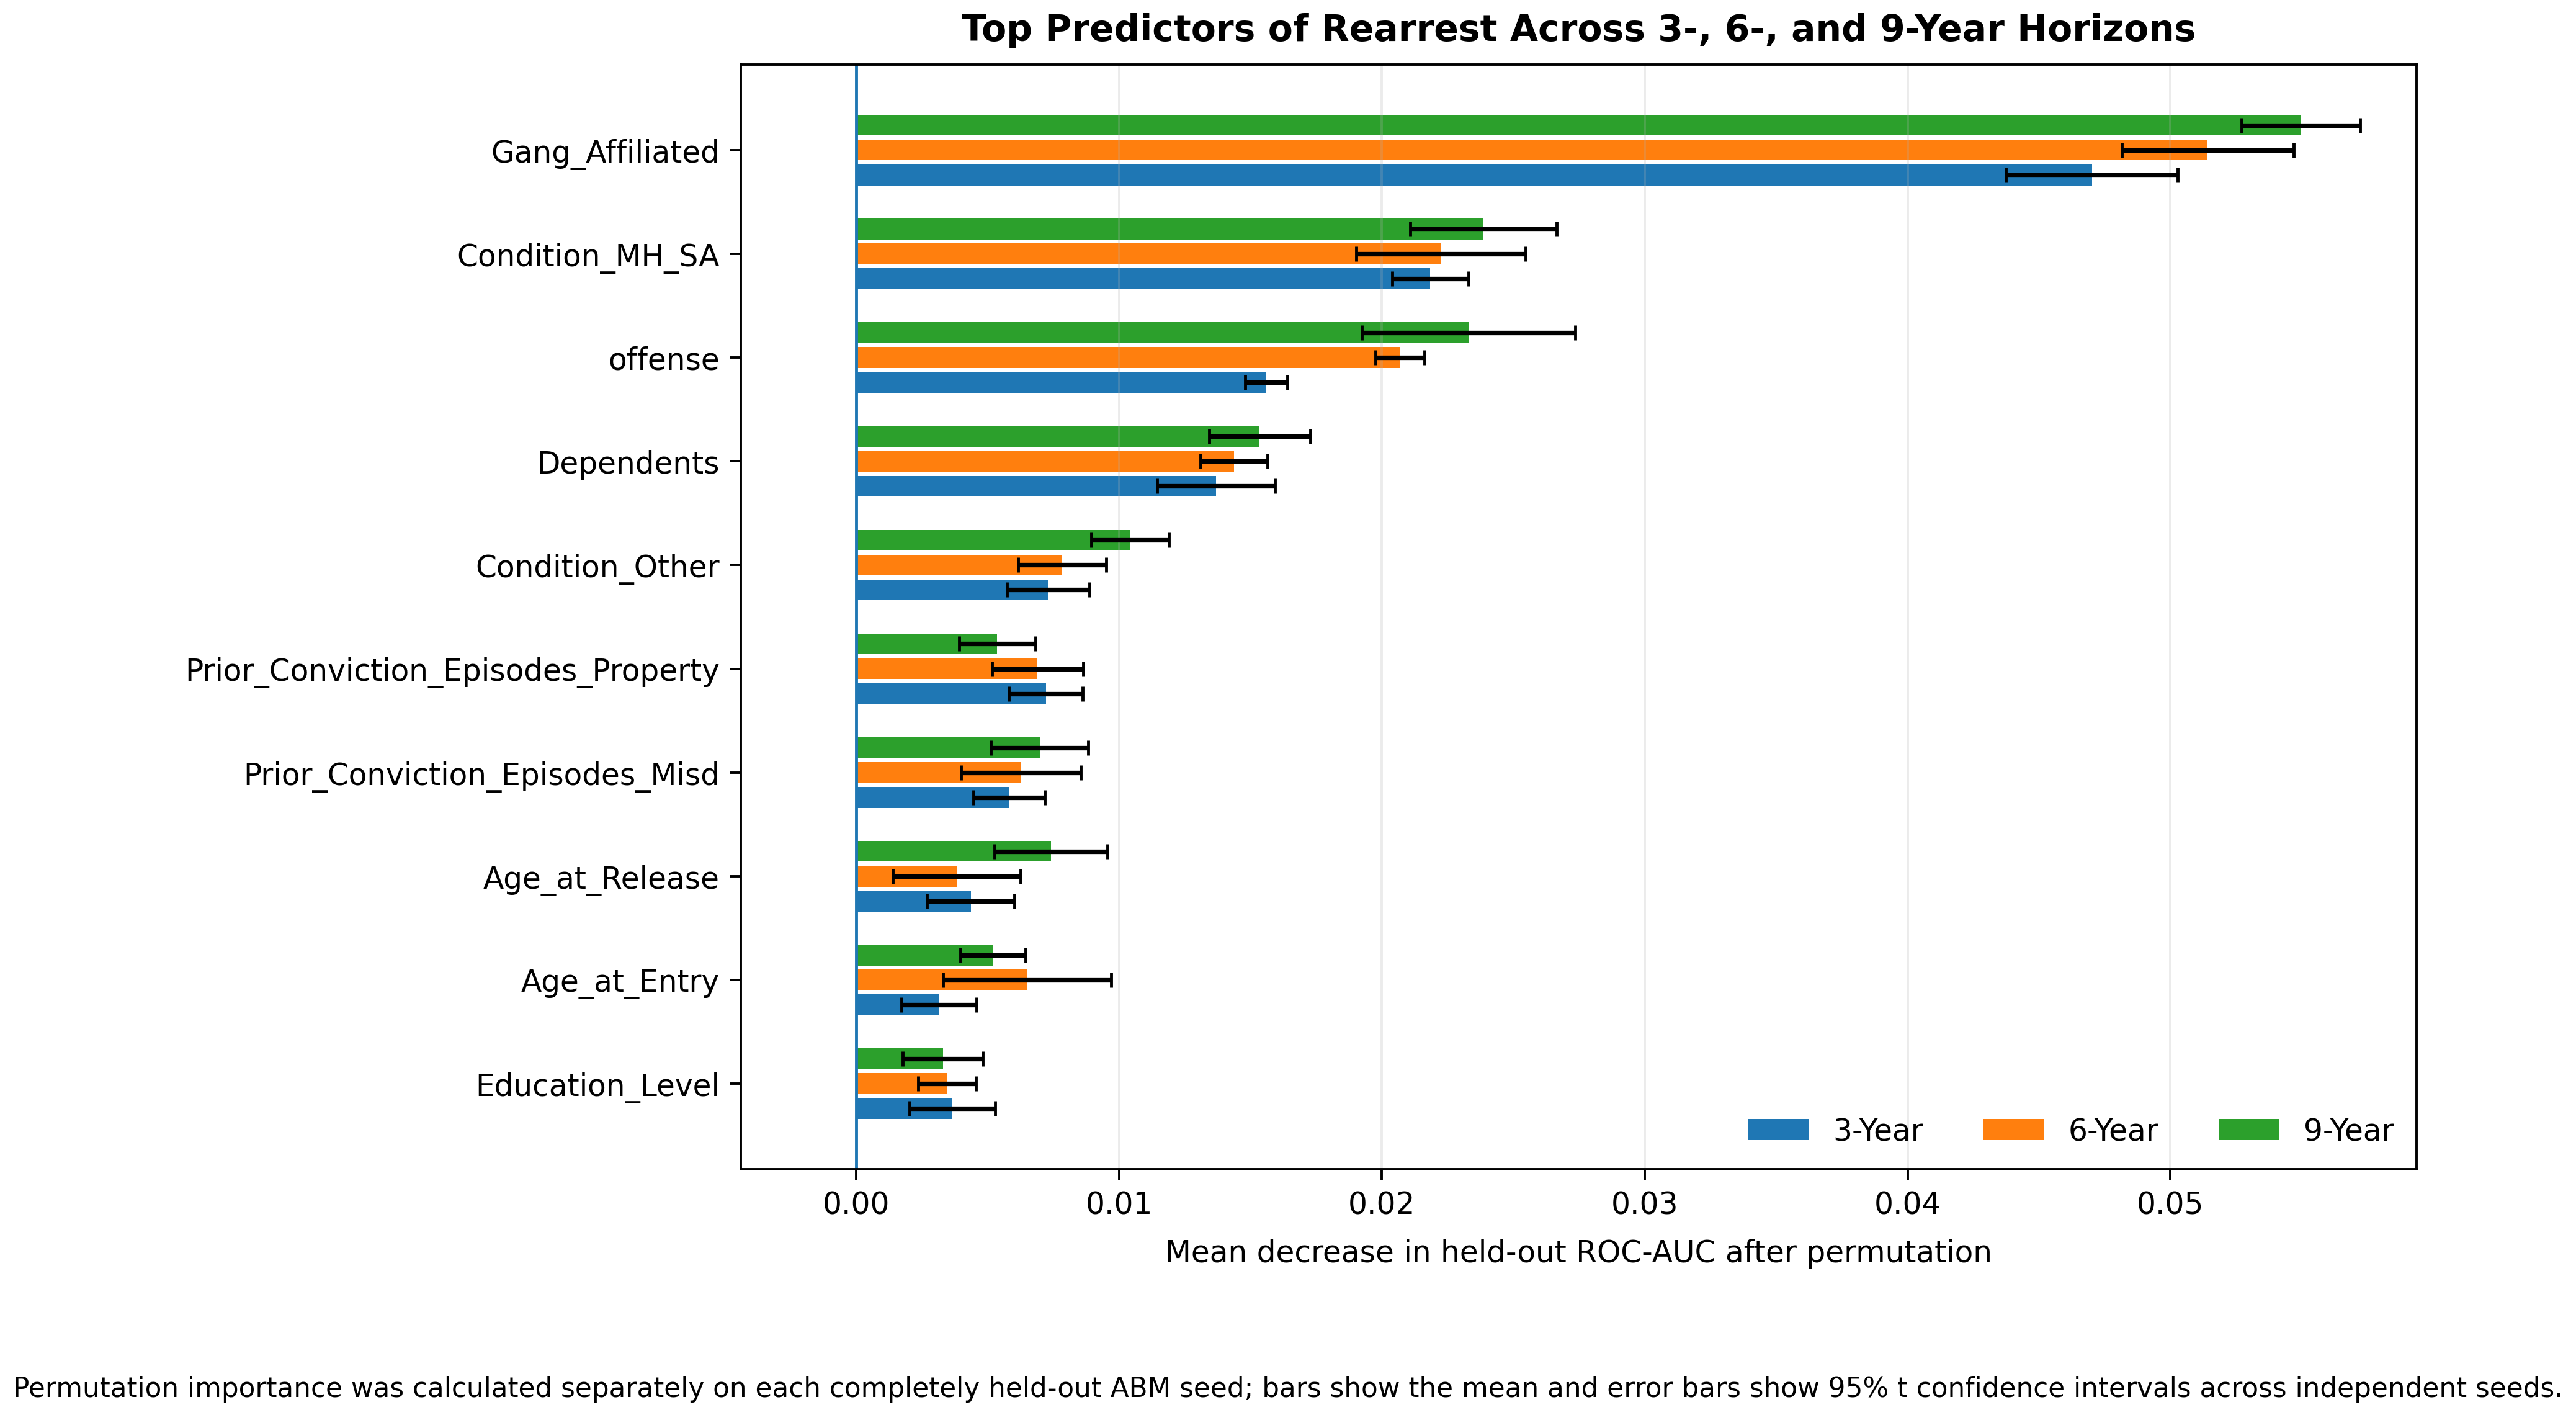 Top Predictors of Rearrest Across 3-, 6-, and 9-Year Horizons
Gang_Affiliated
Condition_MH_SA
offense
Dependents
Condition_Other
Prior_Conviction_Episodes_Property
Prior_Conviction_Episodes_Misd
Age_at_Release
Age_at_Entry
Education_Level
3-Year 6-Year 9-Year
0.00 0.01 0.02 0.03 0.04 0.05
Mean decrease in held-out ROC-AUC after permutation
Permutation importance was calculated separately on each completely held-out ABM seed; bars show the mean and error bars show 95% t confidence intervals across independent seeds.